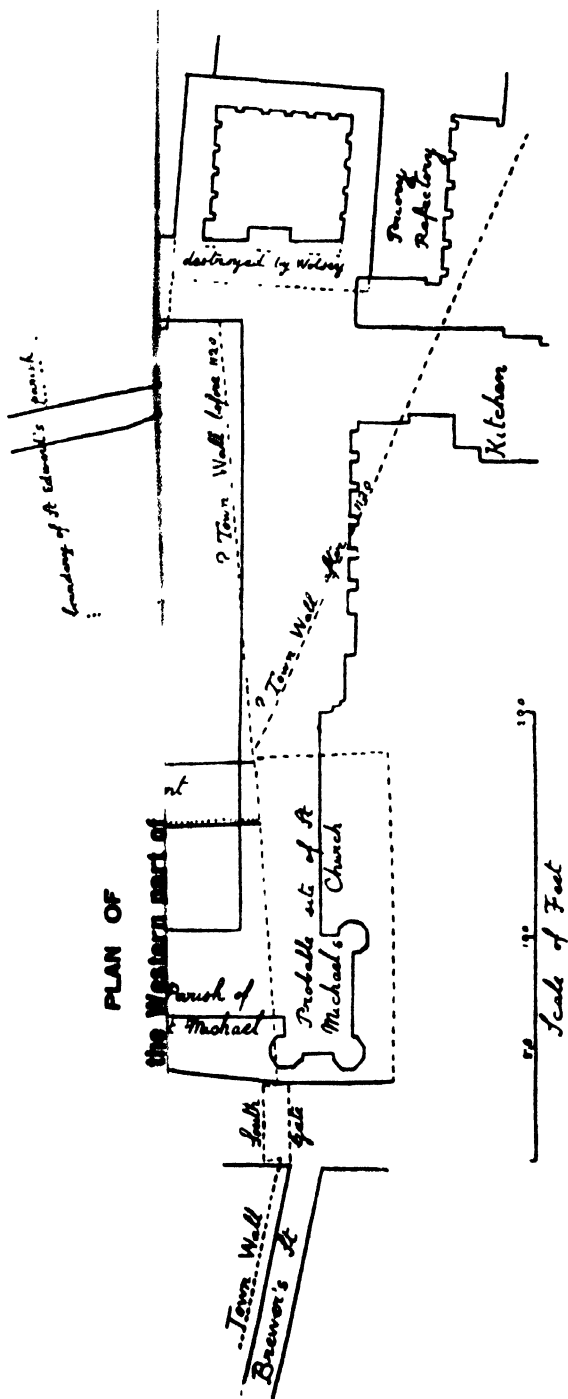 PLAN OF
the Western part of
boundary of St Edward's parish.
destroyed by Wolsey
Priory
Refectory
Kitchen
? Town Wall before 1120
? Town Wall
Parish of
t Michael
Probable site of St
Michael's Church
South
Gate
Town Wall
Brewer's St
Scale of Feet
50